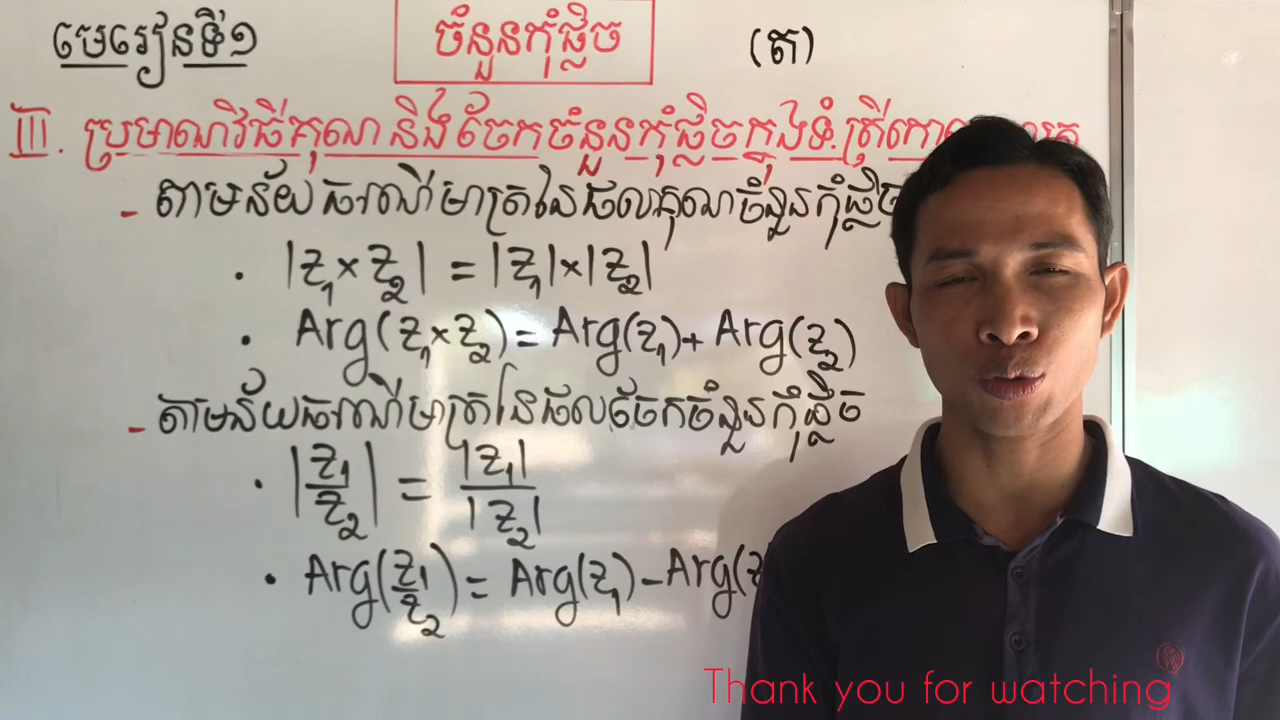 មេរៀនទី១ ចំនួនកុំផ្លិច (ត)
III. ប្រមាណវិធីគុណ និង ចែកចំនួនកុំផ្លិចក្នុងទំរង់ត្រីកោណ
- តាមន័យធរណីមាត្រនៃផលគុណចំនួនកុំផ្លិច
• |z₁×z₂| = |z₁|×|z₂|
• Arg(z₁×z₂) = Arg(z₁)+ Arg(z₂)
- តាមន័យធរណីមាត្រនៃផលចែកចំនួនកុំផ្លិច
• |z₁/z₂| = |z₁|/|z₂|
• Arg(z₁/z₂) = Arg(z₁) - Arg(z
Thank you for watching